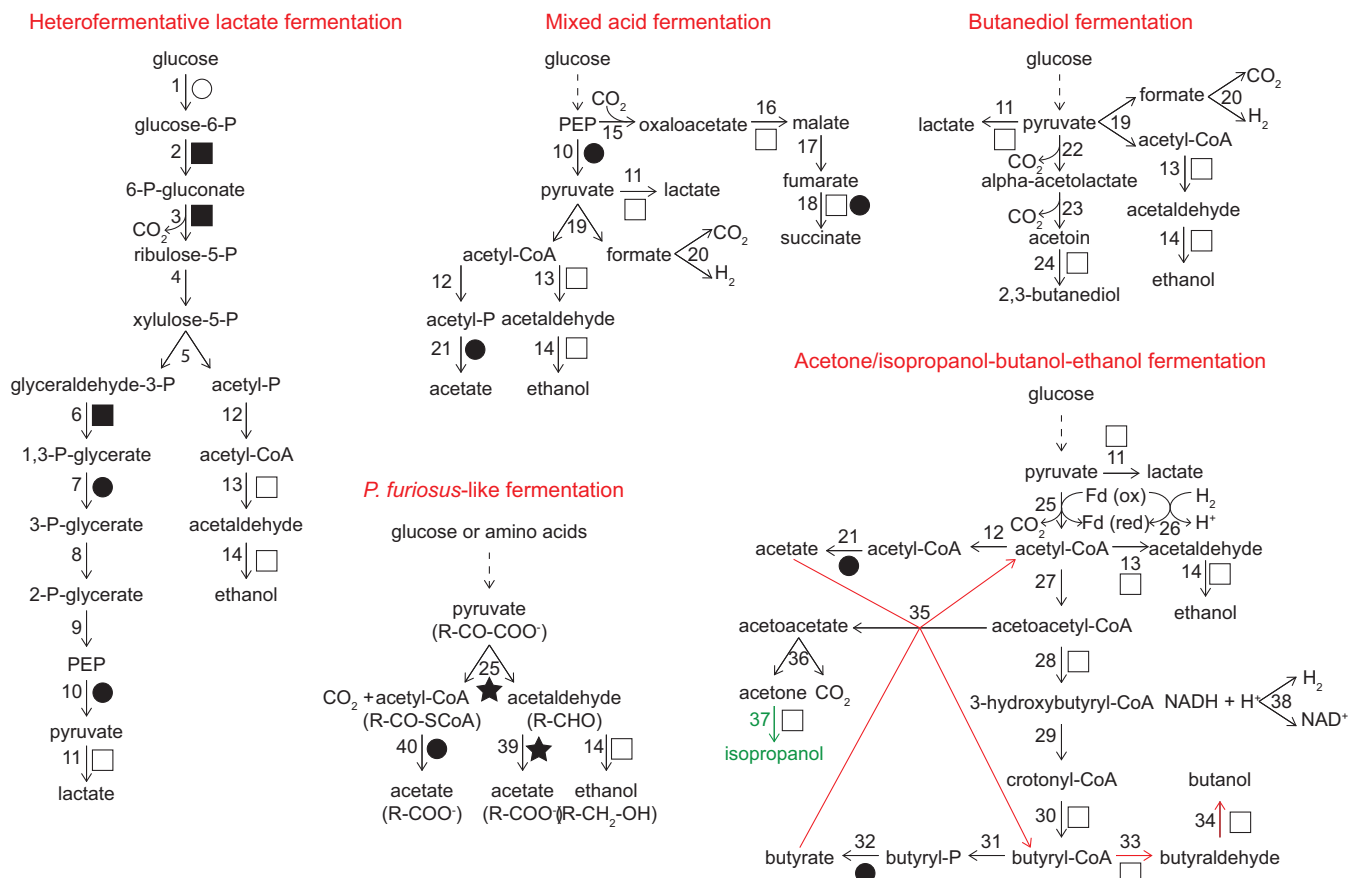 Heterofermentative lactate fermentation
glucose
1
glucose-6-P
2
6-P-gluconate
3
CO2
ribulose-5-P
4
xylulose-5-P
5
glyceraldehyde-3-P
acetyl-P
6
12
1,3-P-glycerate
acetyl-CoA
7
13
3-P-glycerate
acetaldehyde
8
14
2-P-glycerate
ethanol
9
PEP
10
pyruvate
11
lactate
Mixed acid fermentation
glucose
CO2
16
PEP
15
oxaloacetate
malate
10
17
11
pyruvate
lactate
fumarate
18
19
succinate
CO2
acetyl-CoA
formate
20
H2
12
13
acetyl-P
acetaldehyde
21
14
acetate
ethanol
Butanediol fermentation
glucose
CO2
formate
20
11
H2
lactate
pyruvate
19
CO2
22
acetyl-CoA
alpha-acetolactate
13
CO2
23
acetaldehyde
acetoin
24
14
2,3-butanediol
ethanol
P. furiosus-like fermentation
glucose or amino acids
pyruvate
(R-CO-COO-)
25
CO2 +acetyl-CoA
acetaldehyde
(R-CO-SCoA)
(R-CHO)
40
39
14
acetate
acetate
ethanol
(R-COO-)
(R-COO-)
(R-CH2-OH)
Acetone/isopropanol-butanol-ethanol fermentation
glucose
11
pyruvate
lactate
25
Fd (ox)
H2
CO2
Fd (red)
26
H+
21
12
acetate
acetyl-CoA
acetyl-CoA
acetaldehyde
13
27
14
35
ethanol
acetoacetate
acetoacetyl-CoA
36
28
acetone
CO2
3-hydroxybutyryl-CoA
NADH + H+
H2
38
NAD+
37
29
isopropanol
crotonyl-CoA
butanol
30
34
32
31
33
butyrate
butyryl-P
butyryl-CoA
butyraldehyde